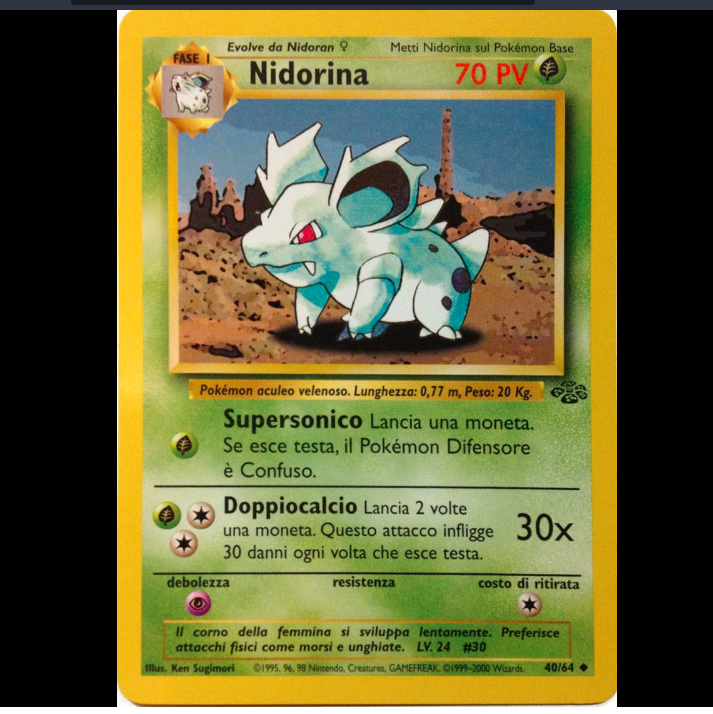 Evolve da Nidoran ♀ Metti Nidorina sul Pokémon Base
FASE 1
Nidorina 70 PV
Pokémon aculeo velenoso. Lunghezza: 0,77 m, Peso: 20 Kg.
Supersonico Lancia una moneta.
Se esce testa, il Pokémon Difensore
è Confuso.
Doppiocalcio Lancia 2 volte
una moneta. Questo attacco infligge 30x
30 danni ogni volta che esce testa.
debolezza resistenza costo di ritirata
Il corno della femmina si sviluppa lentamente. Preferisce
attacchi fisici come morsi e unghiate. LV. 24 #30
Illus. Ken Sugimori ©1995, 96, 98 Nintendo, Creatures, GAMEFREAK. ©1999-2000 Wizards. 40/64